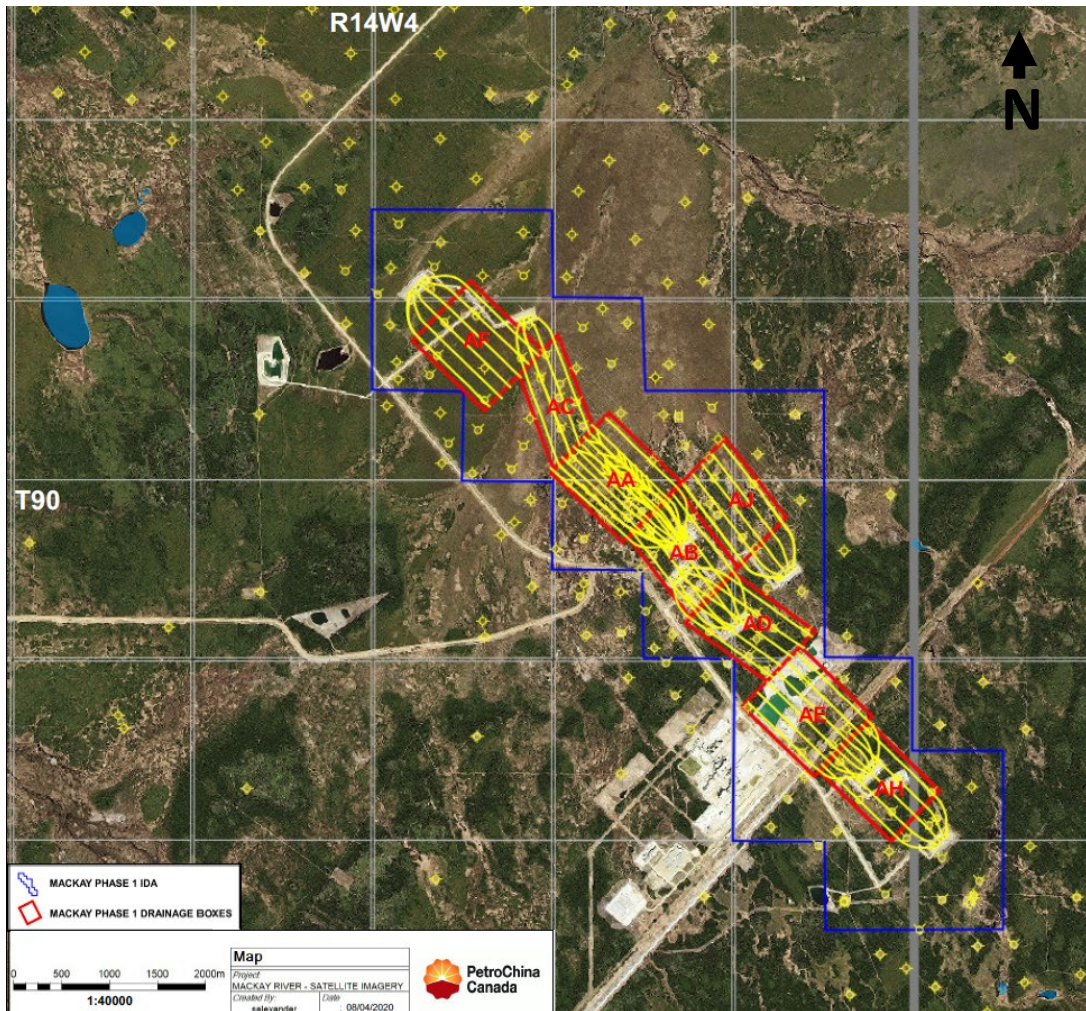 R14W4
N
AF
AC
AA
AJ
T90
AB
AD
AE
AH
MACKAY PHASE 1 IDA
MACKAY PHASE 1 DRAINAGE BOXES
Map
Project
MACKAY RIVER - SATELLITE IMAGERY
Created By:
salexander
Date
: 08/04/2020
0 500 1000 1500 2000m
1:40000
PetroChina
Canada